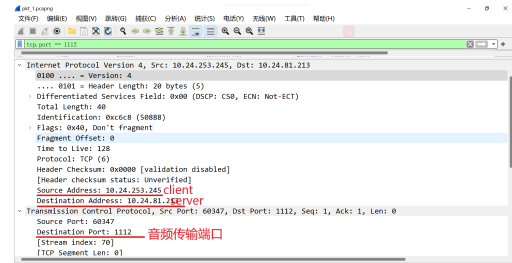 pkt_1.pcapng
文件(F) 编辑(E) 视图(V) 跳转(G) 捕获(C) 分析(A) 统计(S) 电话(Y) 无线(W) 工具(T) 帮助(H)
tcp.port == 1112
Internet Protocol Version 4, Src: 10.24.253.245, Dst: 10.24.81.213
0100 .... = Version: 4
.... 0101 = Header Length: 20 bytes (5)
Differentiated Services Field: 0x00 (DSCP: CS0, ECN: Not-ECT)
Total Length: 40
Identification: 0xc6c8 (50888)
Flags: 0x40, Don't fragment
Fragment Offset: 0
Time to Live: 128
Protocol: TCP (6)
Header Checksum: 0x0000 [validation disabled]
[Header checksum status: Unverified]
Source Address: 10.24.253.245 client
Destination Address: 10.24.81.213 server
Transmission Control Protocol, Src Port: 60347, Dst Port: 1112, Seq: 1, Ack: 1, Len: 0
Source Port: 60347
Destination Port: 1112 音频传输端口
[Stream index: 70]
[TCP Segment Len: 0]